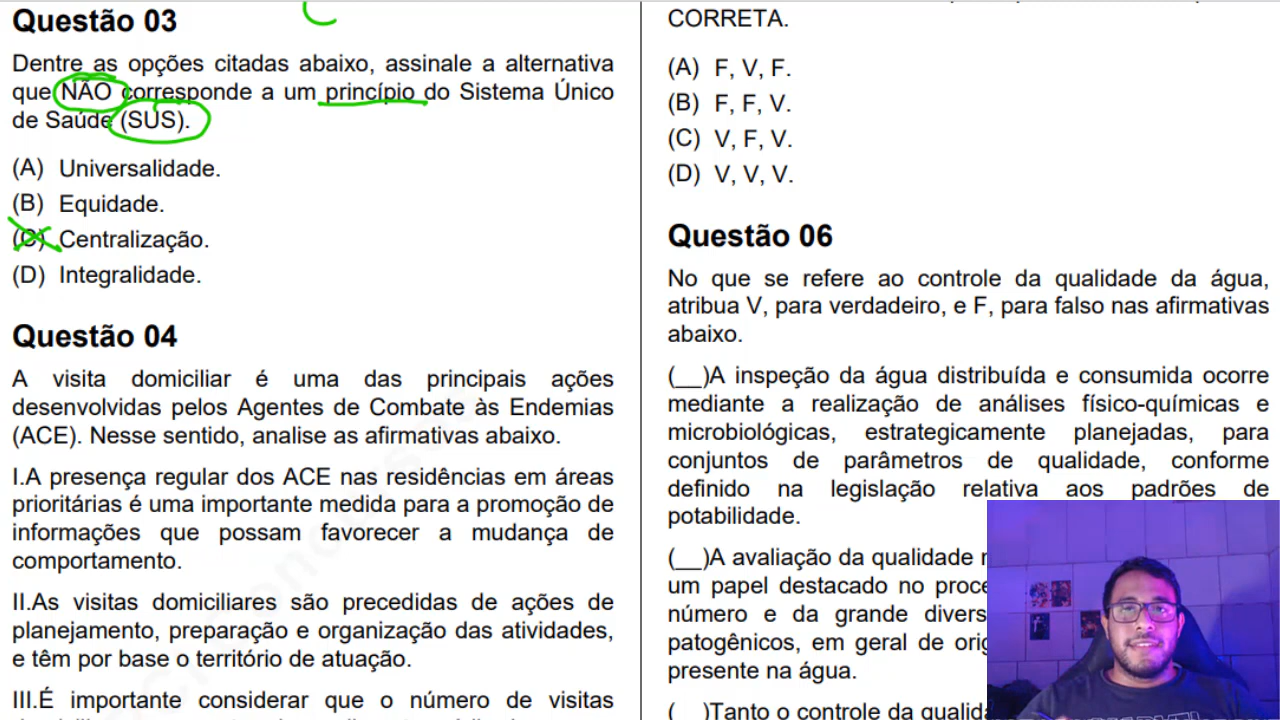 Questão 03
Dentre as opções citadas abaixo, assinale a alternativa
que NÃO corresponde a um princípio do Sistema Único
de Saúde (SUS).
(A) Universalidade.
(B) Equidade.
(C) Centralização.
(D) Integralidade.
Questão 04
A visita domiciliar é uma das principais ações
desenvolvidas pelos Agentes de Combate às Endemias
(ACE). Nesse sentido, analise as afirmativas abaixo.
I.A presença regular dos ACE nas residências em áreas
prioritárias é uma importante medida para a promoção de
informações que possam favorecer a mudança de
comportamento.
II.As visitas domiciliares são precedidas de ações de
planejamento, preparação e organização das atividades,
e têm por base o território de atuação.
III.É importante considerar que o número de visitas
CORRETA.
(A) F, V, F.
(B) F, F, V.
(C) V, F, V.
(D) V, V, V.
Questão 06
No que se refere ao controle da qualidade da água,
atribua V, para verdadeiro, e F, para falso nas afirmativas
abaixo.
(__)A inspeção da água distribuída e consumida ocorre
mediante a realização de análises físico-químicas e
microbiológicas, estrategicamente planejadas, para
conjuntos de parâmetros de qualidade, conforme
definido na legislação relativa aos padrões de
potabilidade.
(__)A avaliação da qualidade
um papel destacado no proce
número e da grande divers
patogênicos, em geral de orig
presente na água.
(__)Tanto o controle da qualida